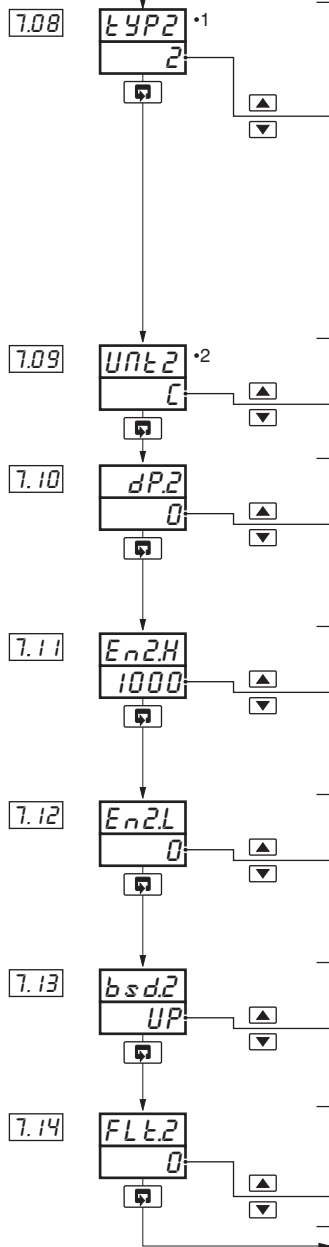 7.08
tYP2 •1
2
7.09
UNt2 •2
C
7.10
dP.2
0
7.11
En2.H
1000
7.12
En2.L
0
7.13
bsd.2
UP
7.14
FLt.2
0